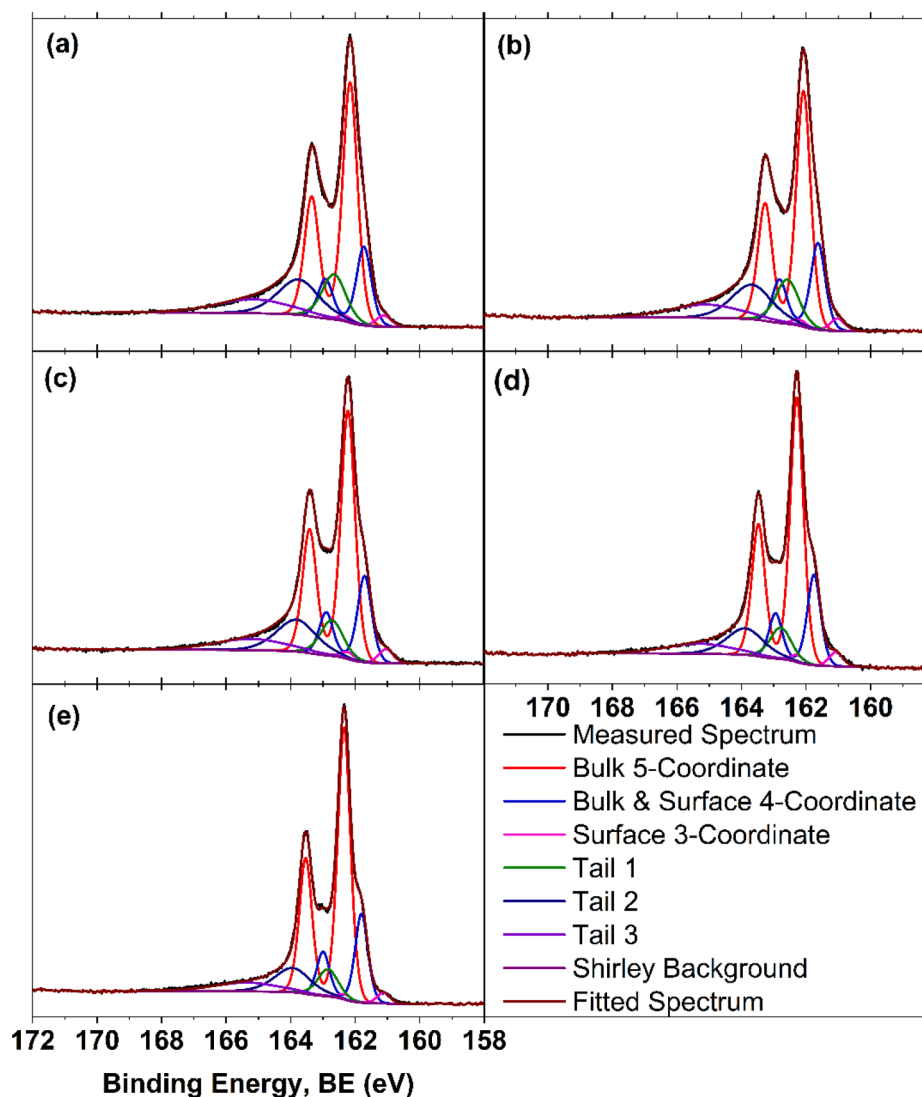 (a)
(b)
(c)
(d)
(e)
170 168 166 164 162 160
Measured Spectrum
Bulk 5-Coordinate
Bulk & Surface 4-Coordinate
Surface 3-Coordinate
Tail 1
Tail 2
Tail 3
Shirley Background
Fitted Spectrum
172 170 168 166 164 162 160 158
Binding Energy, BE (eV)